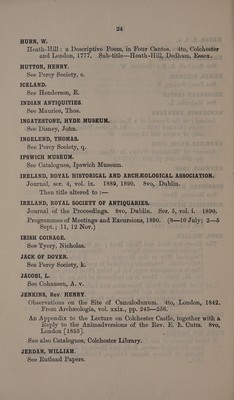 24
HURN, W.
Heath-Hill: a Descriptive Poem, in Four Cantos. 4to, Colchester
and London, 1777. Sub-title—Heath-Hill, Dedham, Essex.
HUTTON, HENRY.
See Percy Society, e.
ICELAND.
See Henderson, E.
INDIAN ANTIQUITIES.
See Maurice, Thos.
INGATESTONE, HYDE MUSEUM.
See Disney, John.
INGELEND, THOMAS.
See Percy Society, q.
IPSWICH MUSEUM.
See Catalogues, Ipswich Museum.
IRELAND, ROYAL HISTORICAL AND ARCHÆOLOGICAL ASSOCIATION.
Journal, ser. 4, vol. ix. 1889, 1890. 8vo, Dublin.
Then title altered to:—
IRELAND, ROYAL SOCIETY OF ANTIQUARIES.
Journal of the Proceedings. 8vo, Dublin. Ser. 5, vol. i. 1890.
Programmes of Meetings and Excursions, 1890. (8—10 July; 2—5
Sept.; 11, 12 Nov.)
IRISH COINAGE.
See Tyery, Nicholas.
JACK OF DOVER.
See Percy Society, k.
JACOBI, L.
See Cohausen, A. v.
JENKINS, Rev HENRY.
Observations on the Site of Camalodunum. 4to, London, 1842.
From Archæologia, vol. xxix., pp. 243—256.
An Appendix to the Lecture on Colchester Castle, together with a
Reply to the Animadversions of the Rev. E. L. Cutts. 8vo,
London [1853].
See also Catalogues, Colchester Library.
JERDAN, WILLIAM.
See Rutland Papers.